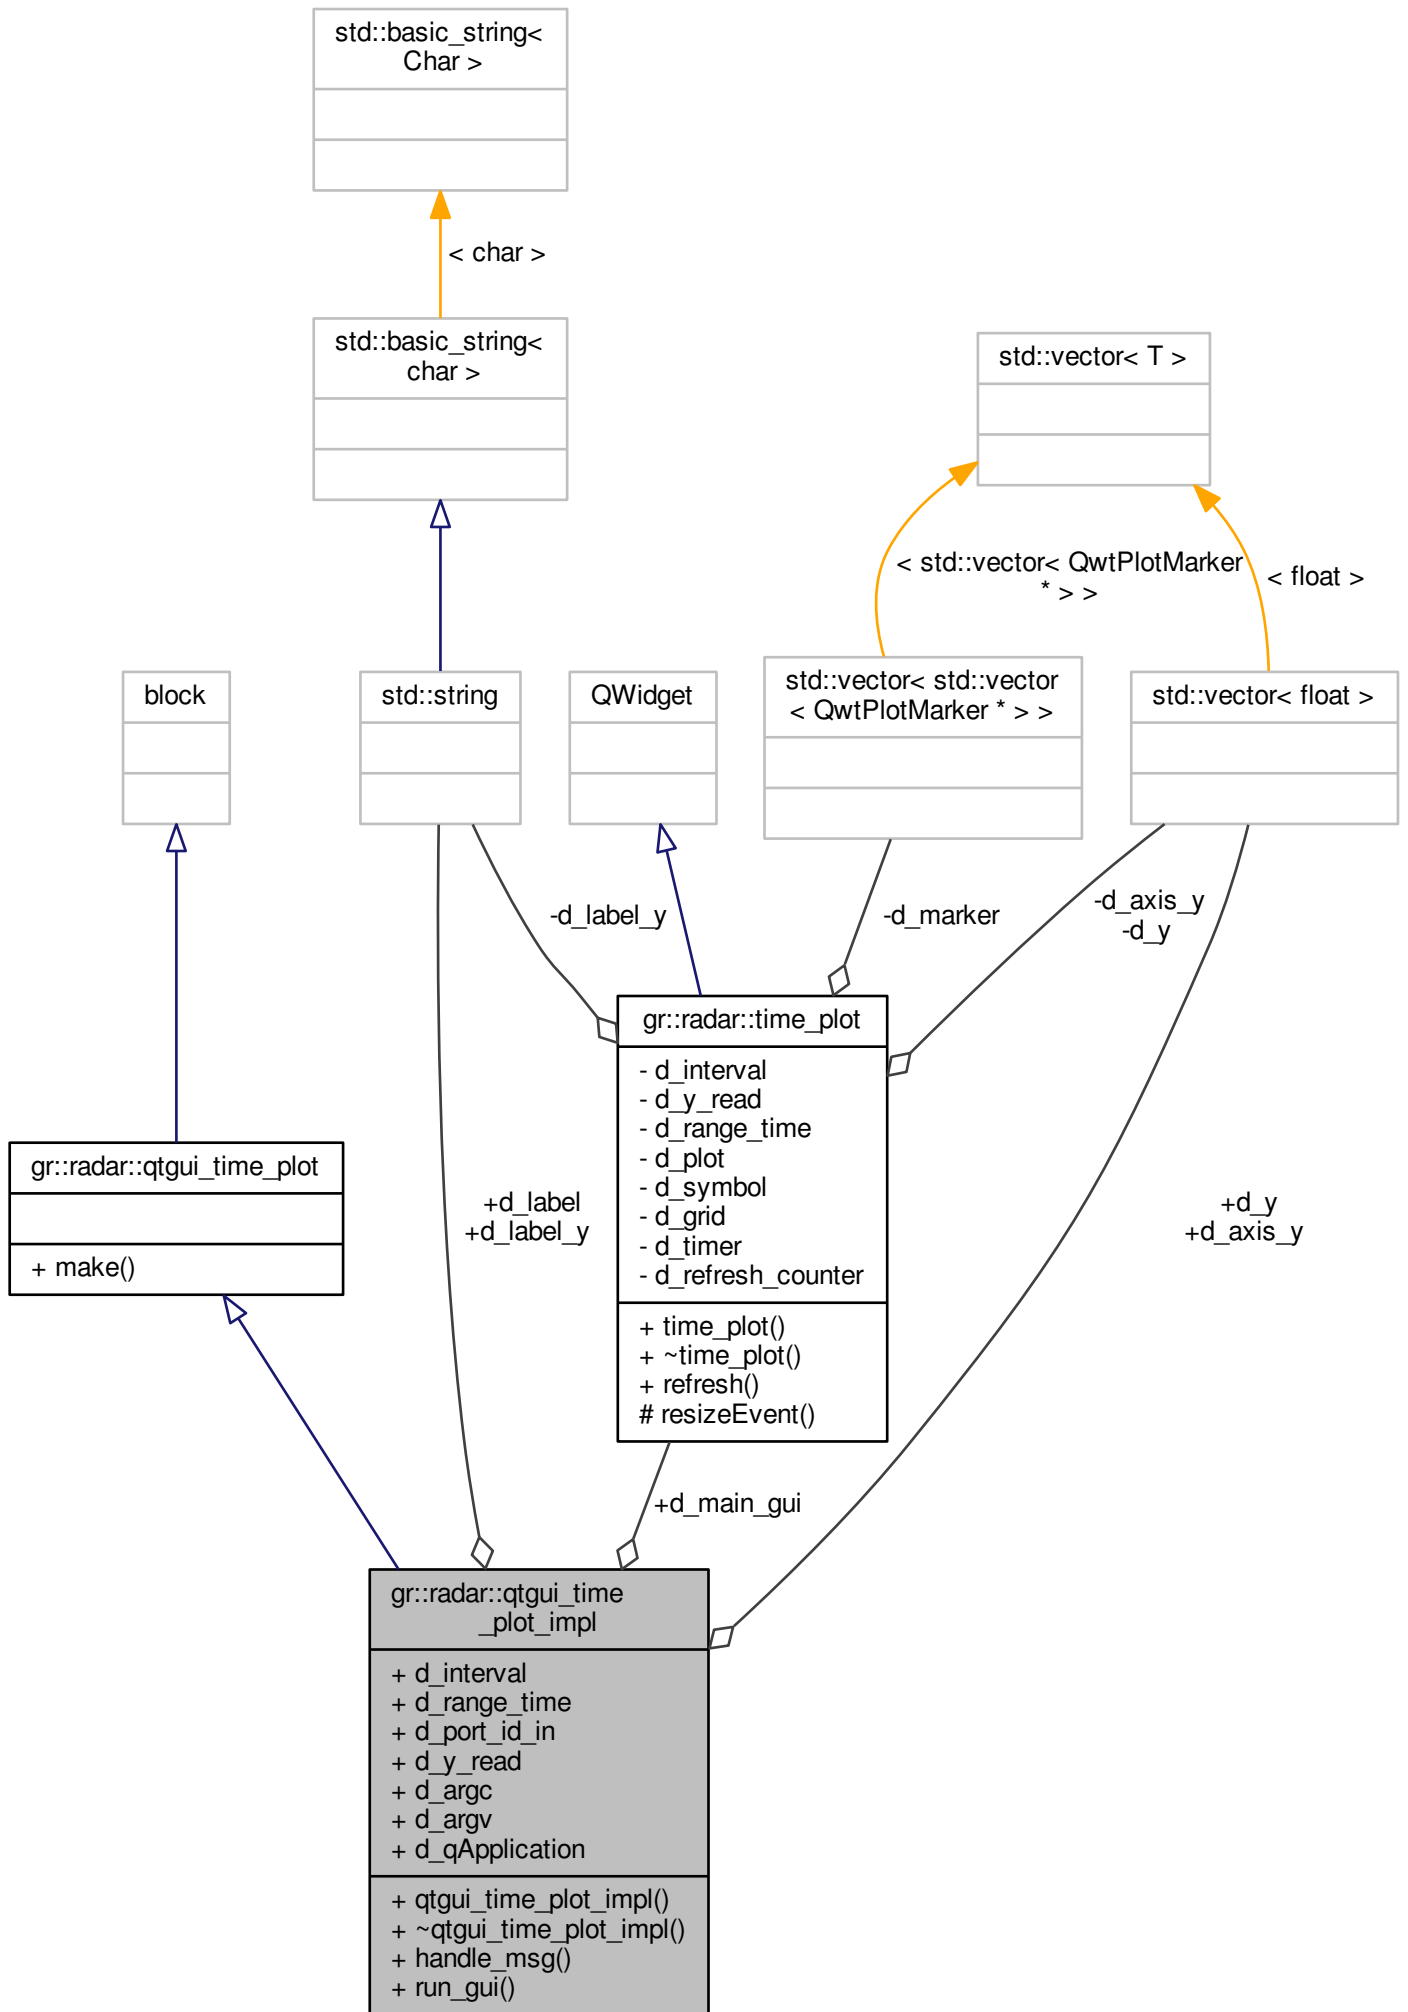 std::basic_string<
Char >
< char >
std::basic_string<
char >
std::vector< T >
< std::vector< QwtPlotMarker
* > >
< float >
block
std::string
QWidget
std::vector< std::vector
< QwtPlotMarker * > >
std::vector< float >
-d_label_y
-d_marker
-d_axis_y
-d_y
gr::radar::time_plot
- d_interval
- d_y_read
- d_range_time
- d_plot
- d_symbol
- d_grid
- d_timer
- d_refresh_counter
+ time_plot()
+ ~time_plot()
+ refresh()
# resizeEvent()
gr::radar::qtgui_time_plot
+ make()
+d_label
+d_label_y
+d_y
+d_axis_y
+d_main_gui
gr::radar::qtgui_time
_plot_impl
+ d_interval
+ d_range_time
+ d_port_id_in
+ d_y_read
+ d_argc
+ d_argv
+ d_qApplication
+ qtgui_time_plot_impl()
+ ~qtgui_time_plot_impl()
+ handle_msg()
+ run_gui()